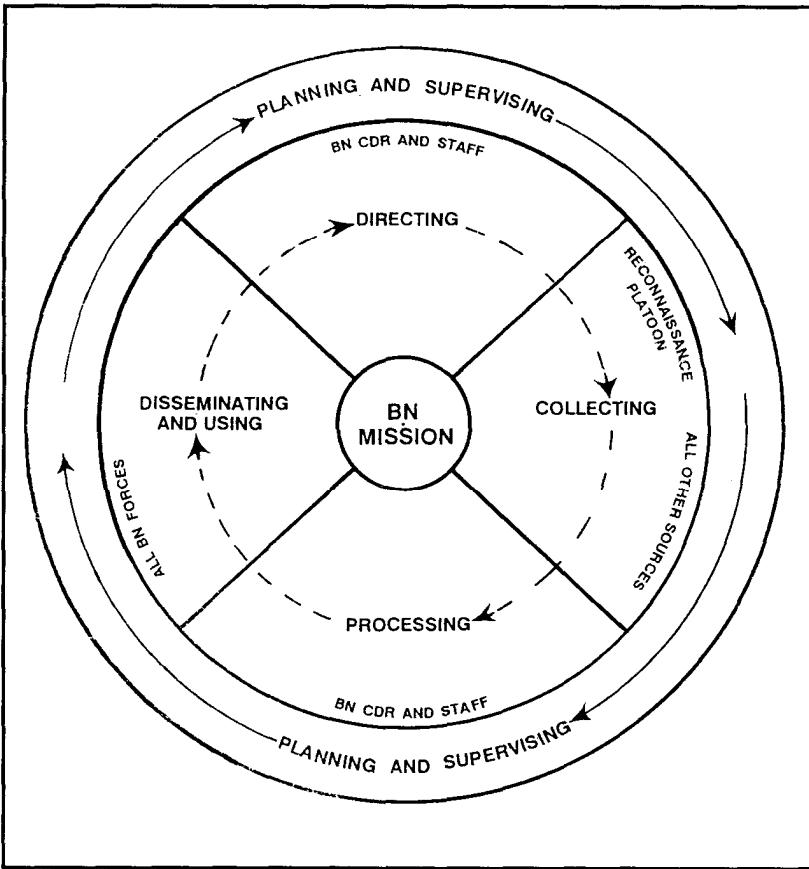 PLANNING AND SUPERVISING
BN CDR AND STAFF
DIRECTING
RECONNAISSANCE
PLATOON
DISSEMINATING
AND USING
BN
MISSION
COLLECTING
ALL BN FORCES
ALL OTHER SOURCES
PROCESSING
BN CDR AND STAFF
PLANNING AND SUPERVISING